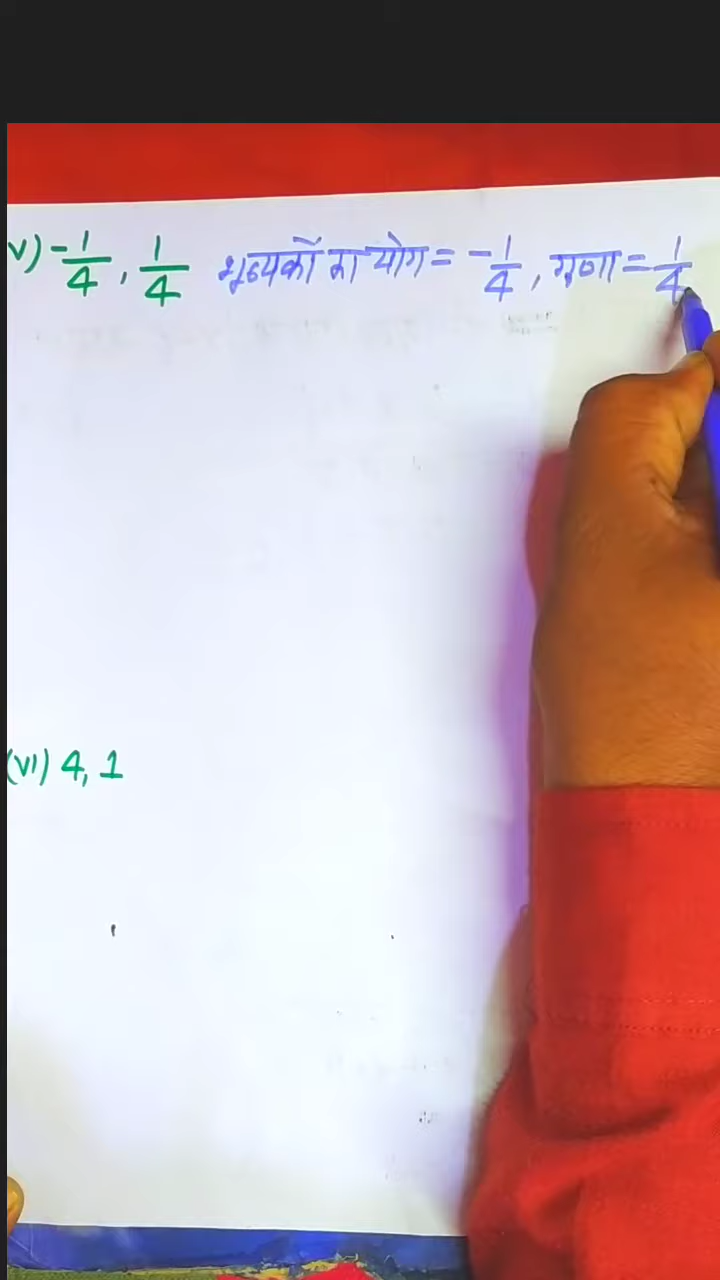 v) -1/4, 1/4 शून्यकों का योग = -1/4, गुणा = 1/4
(vi) 4, 1